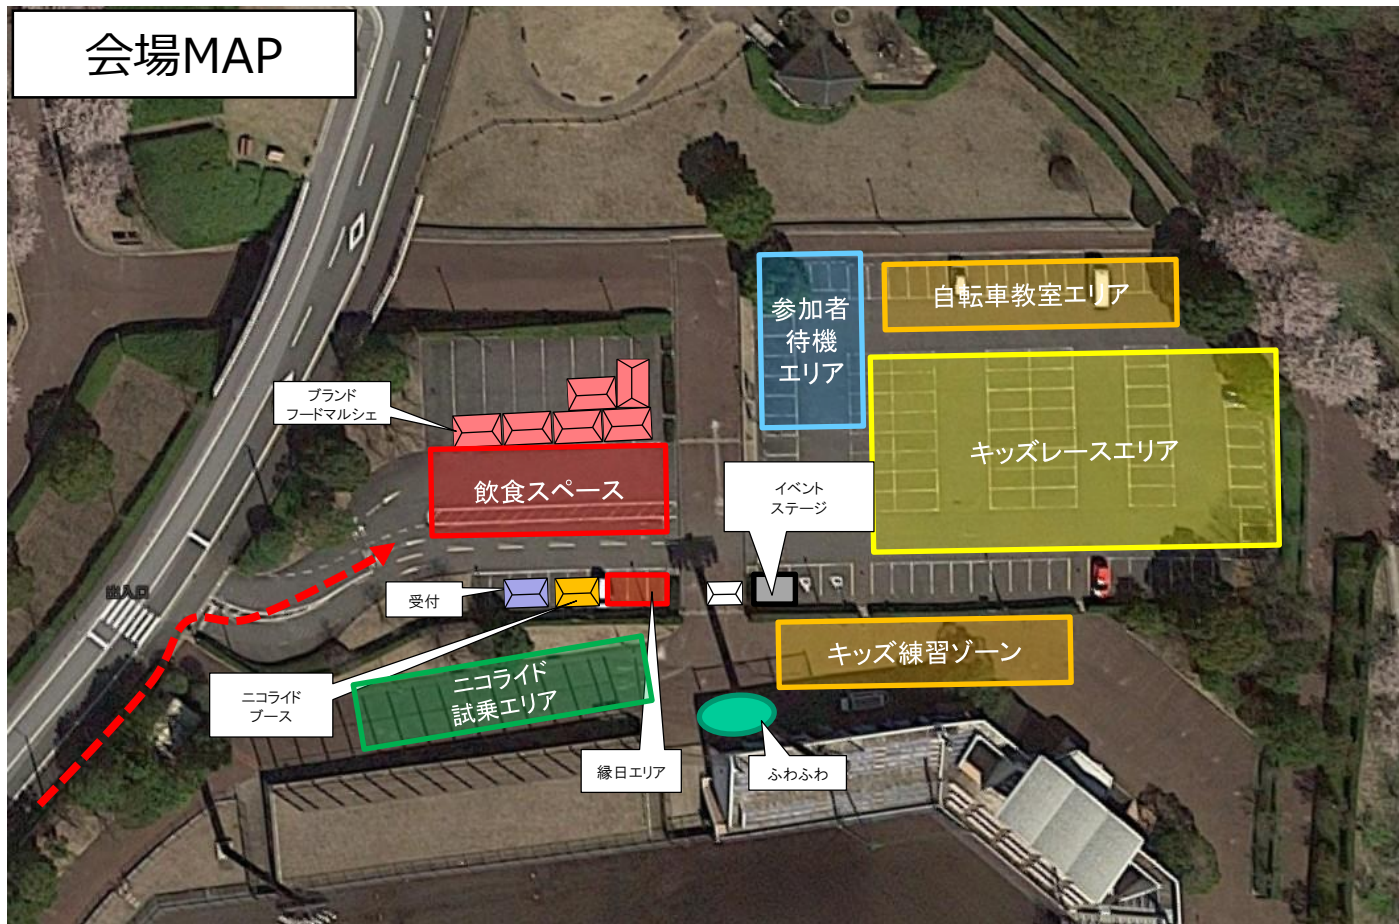 会場MAP
参加者
待機
エリア
自転車教室エリア
ブランド
フードマルシェ
キッズレースエリア
飲食スペース
イベント
ステージ
出入口
受付
キッズ練習ゾーン
ニコライド
試乗エリア
ニコライド
ブース
縁日エリア
ふわふわ